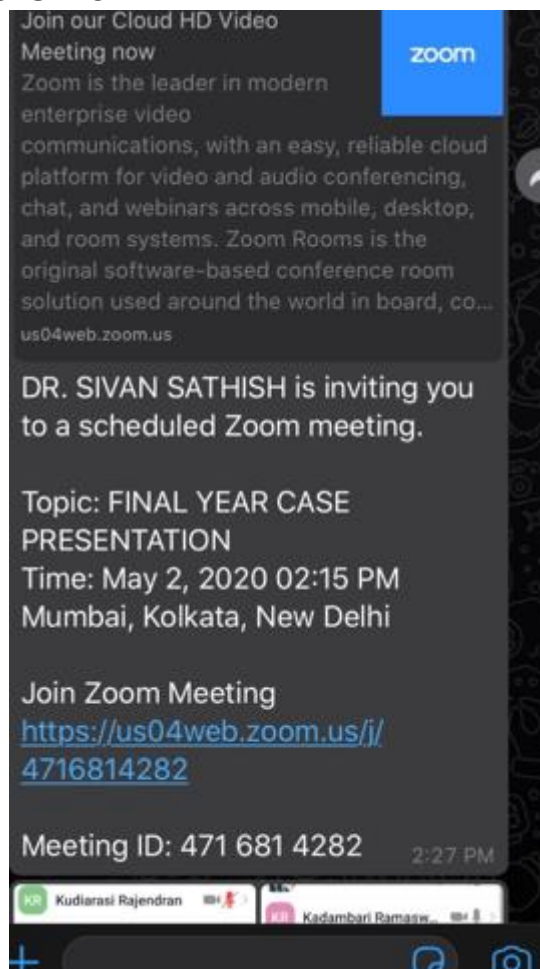 Join our Cloud HD Video
Meeting now
zoom
Zoom is the leader in modern
enterprise video
communications, with an easy, reliable cloud
platform for video and audio conferencing,
chat, and webinars across mobile, desktop,
and room systems. Zoom Rooms is the
original software-based conference room
solution used around the world in board, co...
us04web.zoom.us
DR. SIVAN SATHISH is inviting you
to a scheduled Zoom meeting.
Topic: FINAL YEAR CASE
PRESENTATION
Time: May 2, 2020 02:15 PM
Mumbai, Kolkata, New Delhi
Join Zoom Meeting
https://us04web.zoom.us/j/
4716814282
Meeting ID: 471 681 4282
2:27 PM
KR Kudiarasi Rajendran
KR Kadambari Ramasw...